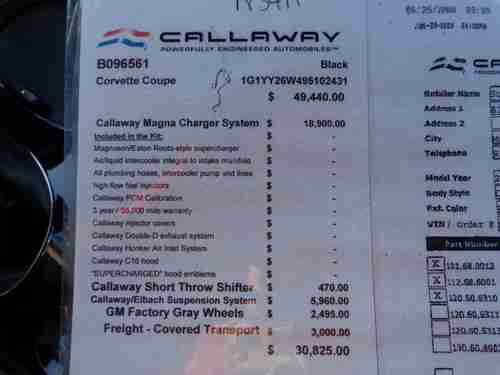 CALLAWAY
POWERFULLY ENGINEERED AUTOMOBILES™
B096561 Black
Corvette Coupe 1G1YY26W495102431
$ 49,440.00
Callaway Magna Charger System $ 18,900.00
Included in the Kit: $ -
Magnuson/Eaton Roots-style supercharger $ -
Air/liquid intercooler integral to intake manifold $ -
All plumbing hoses, intercooler pump and lines $ -
high flow fuel injectors $ -
Callaway PCM Calibration $ -
3 year / 36,000 mile warranty $ -
Callaway injector covers $ -
Callaway Double-D exhaust system $ -
Callaway Honker Air Inlet System $ -
Callaway C16 hood $ -
"SUPERCHARGED" hood emblems $ -
Callaway Short Throw Shifter $ 470.00
Callaway/Eibach Suspension System $ 5,960.00
GM Factory Gray Wheels $ 2,495.00
Freight - Covered Transport $ 3,000.00
$ 30,825.00
CA
Retailer Name
Address 1
Address 2
City
Telephone
Model Year
Body Style
Ext. Color
VIN / Order #
Part Number
X
X
X